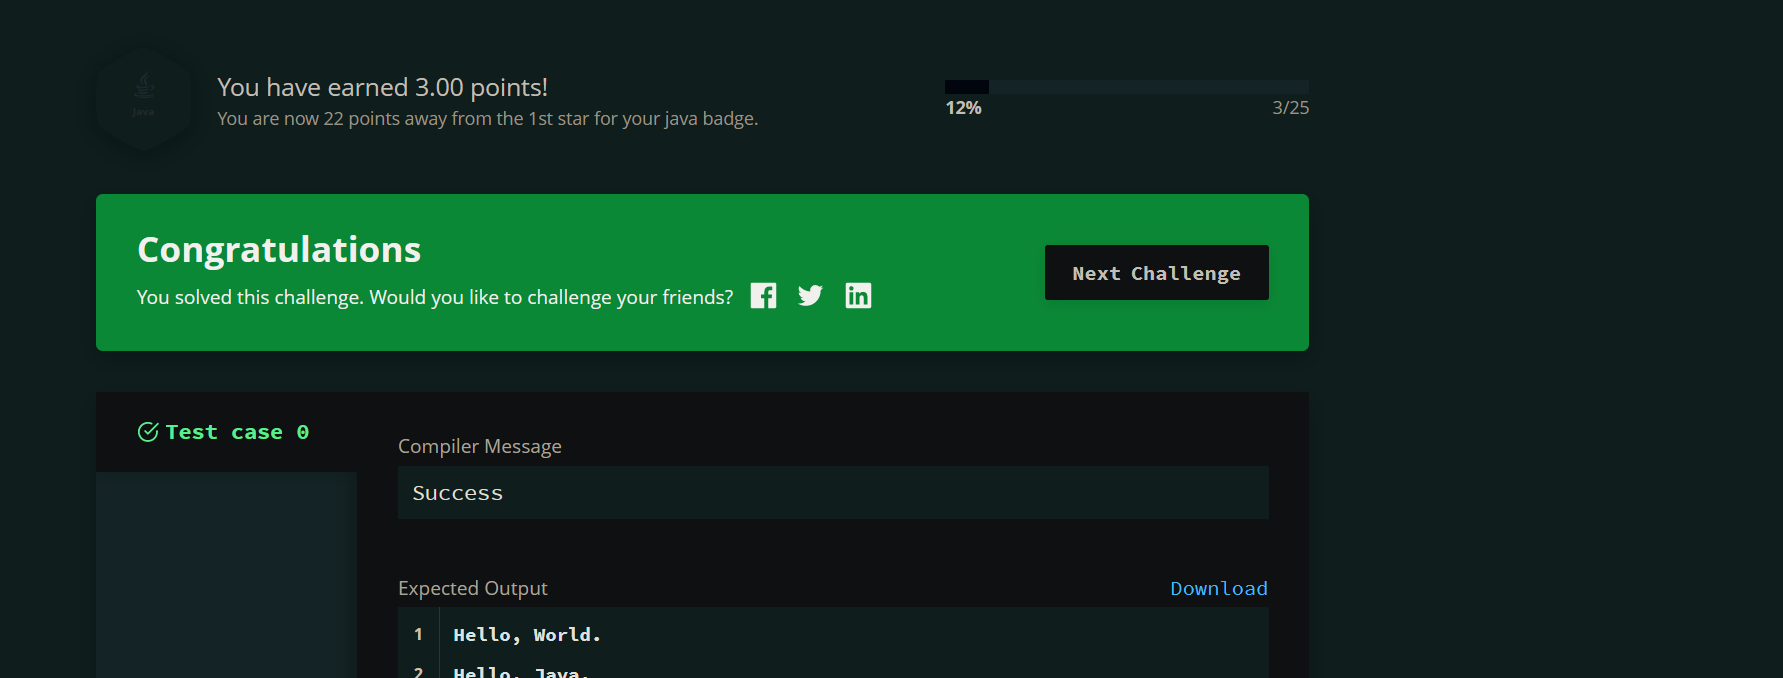 Java
You have earned 3.00 points!
You are now 22 points away from the 1st star for your java badge.
12%
3/25
Congratulations
You solved this challenge. Would you like to challenge your friends?
Next Challenge
Test case 0
Compiler Message
Success
Expected Output
Download
1 Hello, World.
2 Hello, Java.